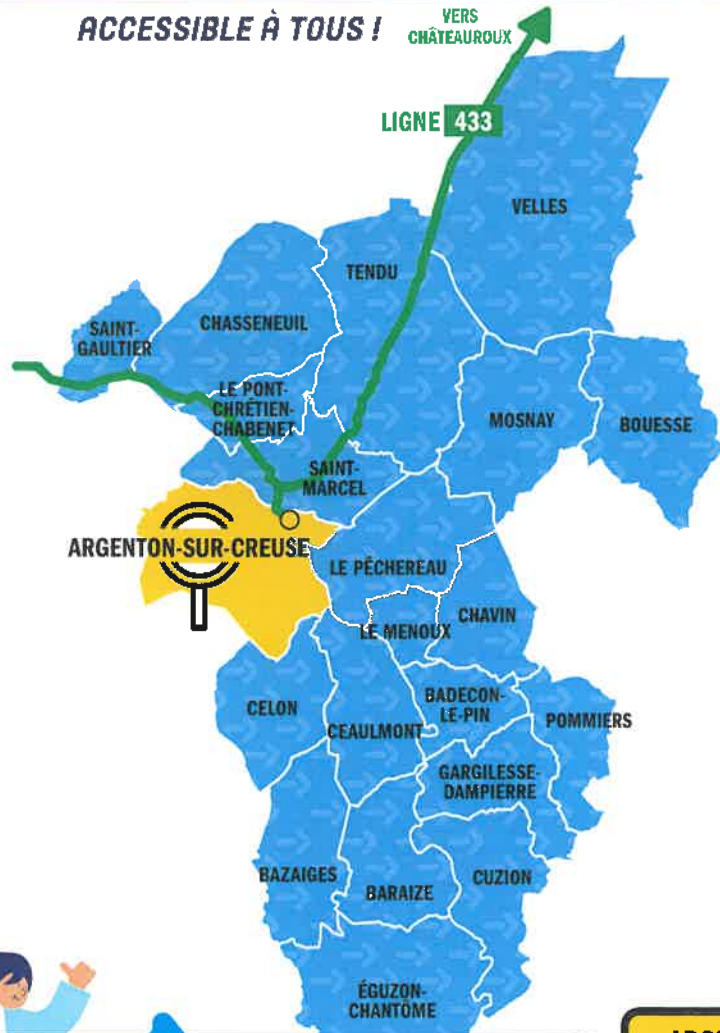 ACCESSIBLE À TOUS !
VERS
CHÂTEAUROUX
LIGNE 433
VELLES
TENDU
CHASSENEUIL
SAINT-
GAULTIER
LE PONT-
CHRÉTIEN-
CHABENET
MOSNAY
BOUESSE
SAINT-
MARCEL
ARGENTON-SUR-CREUSE
LE PÊCHEREAU
LE MENOUX
CHAVIN
CELON
CEAULMONT
BADECON-
LE-PIN
POMMIERS
GARGILESSE-
DAMPIERRE
BAZAIGES
BARAIZE
CUZION
ÉGUZON-
CHANTÔME